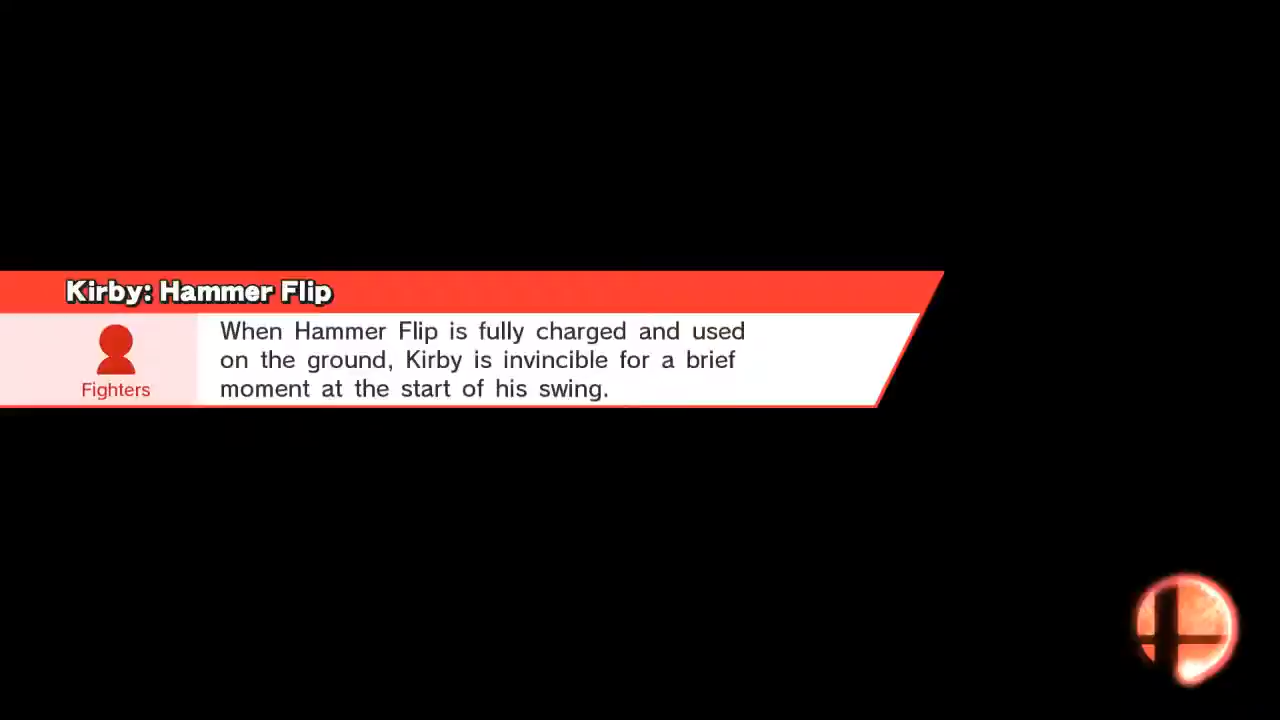 Kirby: Hammer Flip
Fighters
When Hammer Flip is fully charged and used
on the ground, Kirby is invincible for a brief
moment at the start of his swing.